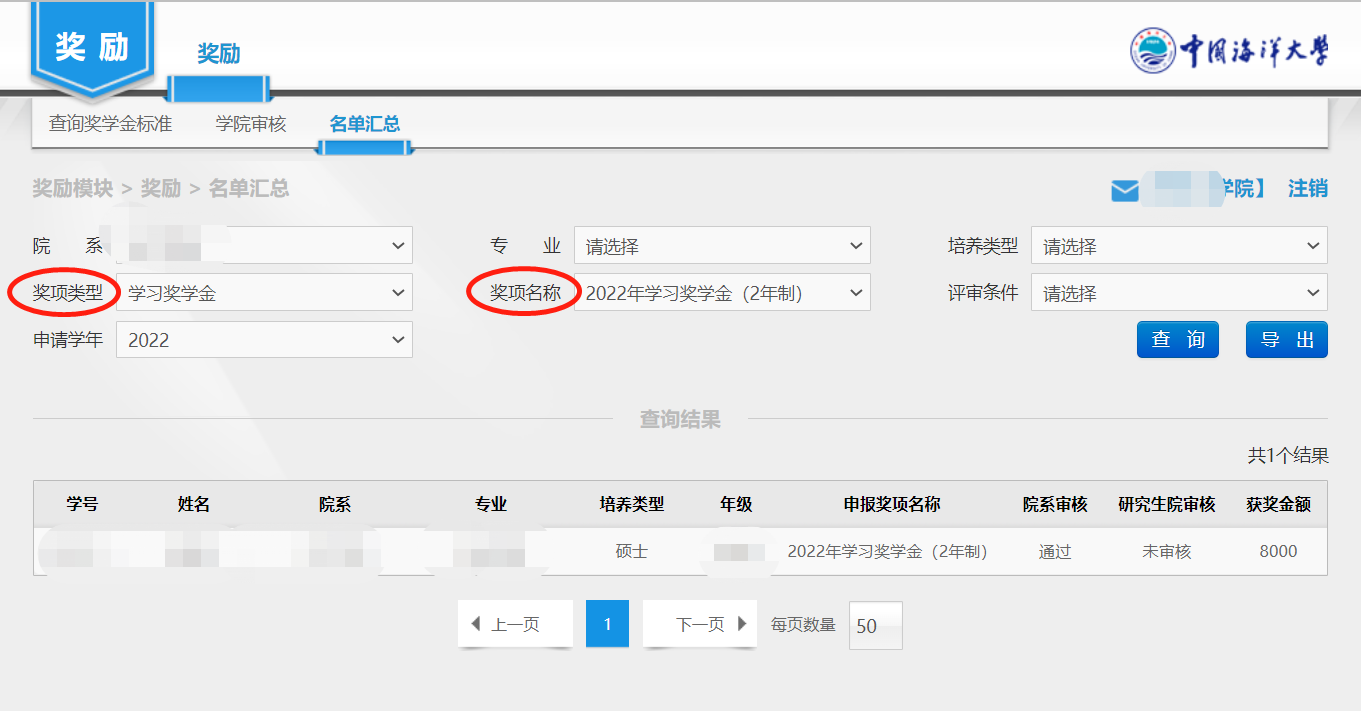 奖 励
奖励
中国海洋大學
查询奖学金标准 学院审核 名单汇总
奖励模块 > 奖励 > 名单汇总
学院】 注销
院 系
专 业 请选择
培养类型 请选择
奖项类型 学习奖学金
奖项名称 2022年学习奖学金（2年制）
评审条件 请选择
申请学年 2022
查 询 导 出
查询结果
共1个结果
学号 姓名 院系 专业 培养类型 年级 申报奖项名称 院系审核 研究生院审核 获奖金额
硕士 2022年学习奖学金（2年制） 通过 未审核 8000
上一页 1 下一页 每页数量 50